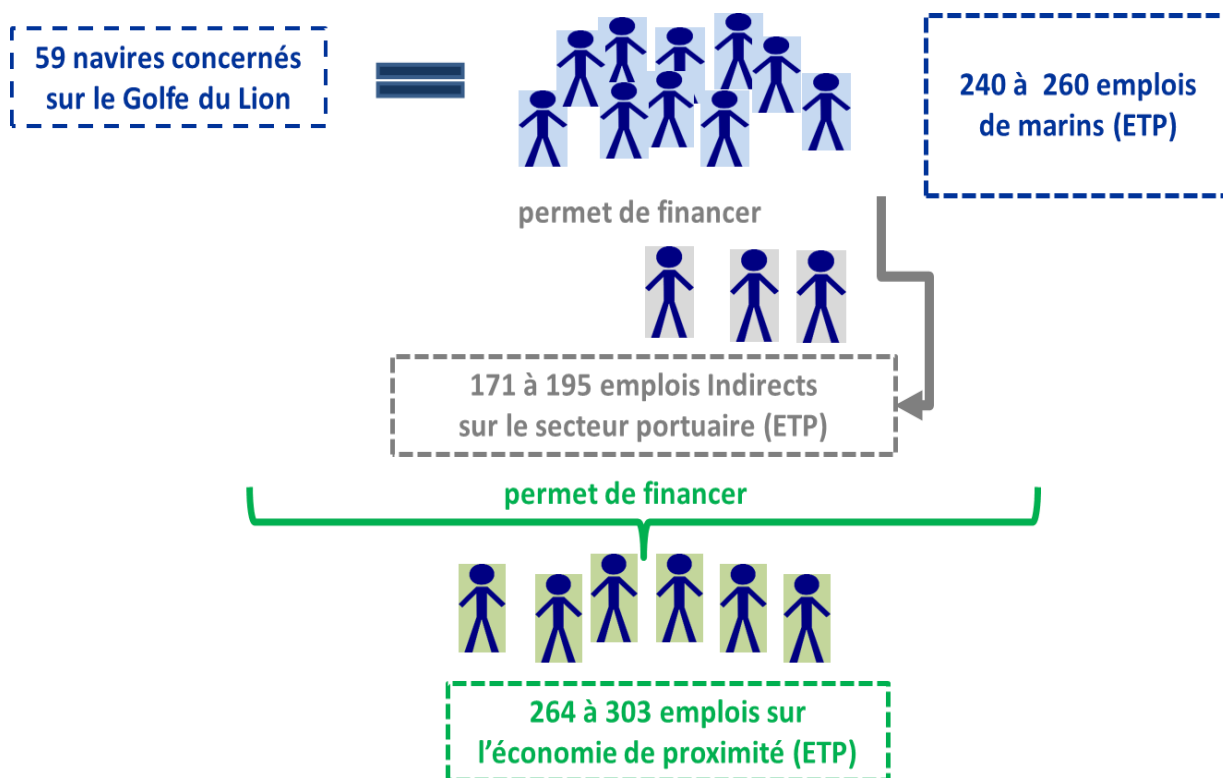 59 navires concernés
sur le Golfe du Lion
240 à 260 emplois
de marins (ETP)
permet de financer
171 à 195 emplois Indirects
sur le secteur portuaire (ETP)
permet de financer
264 à 303 emplois sur
l’économie de proximité (ETP)